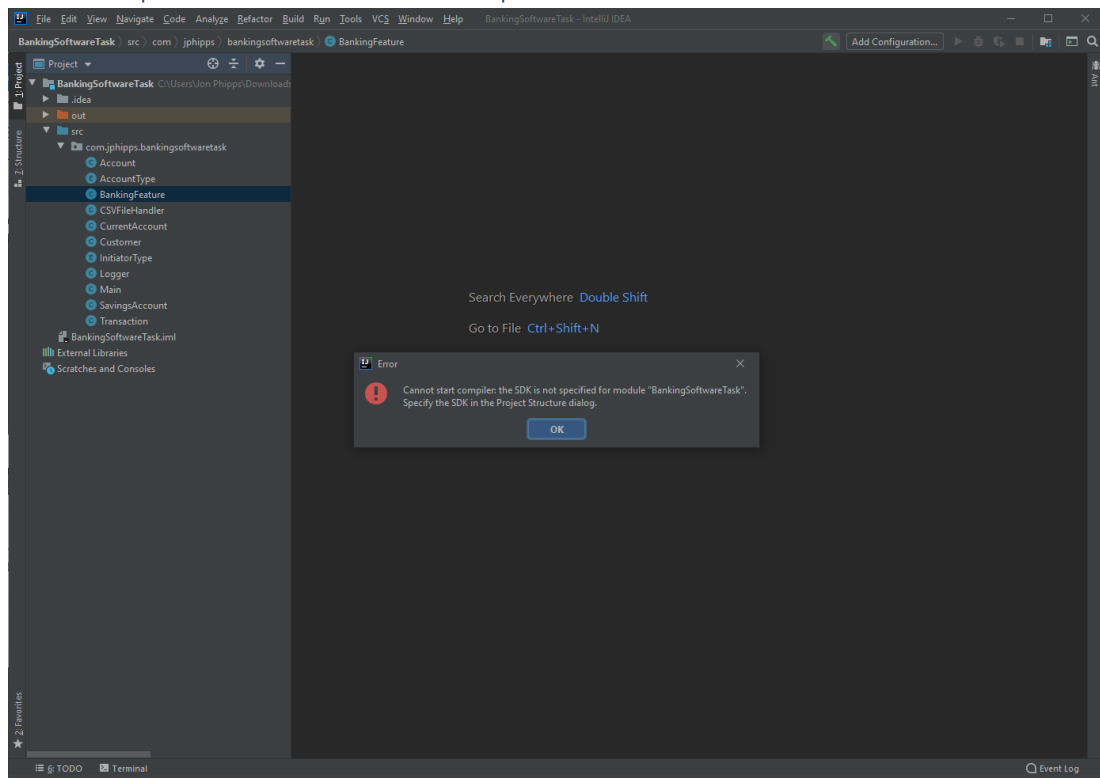 File Edit View Navigate Code Analyze Refactor Build Run Tools VCS Window Help BankingSoftwareTask - IntelliJ IDEA
BankingSoftwareTask src com jphipps bankingsoftwaretask BankingFeature
Add Configuration...
1: Project
Project
BankingSoftwareTask C:\Users\Jon Phipps\Downloads
.idea
out
src
com.jphipps.bankingsoftwaretask
Account
AccountType
BankingFeature
CSVFileHandler
CurrentAccount
Customer
InitiatorType
Logger
Main
SavingsAccount
Transaction
BankingSoftwareTask.iml
External Libraries
Scratches and Consoles
Z: Structure
2: Favorites
Ant
Search Everywhere Double Shift
Go to File Ctrl+Shift+N
Error
Cannot start compiler: the SDK is not specified for module "BankingSoftwareTask".
Specify the SDK in the Project Structure dialog.
OK
6: TODO Terminal
Event Log